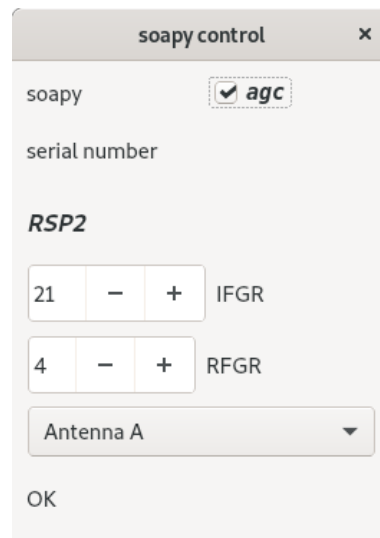 soapy control
soapy agc
serial number
RSP2
21 IFGR
4 RFGR
Antenna A
OK